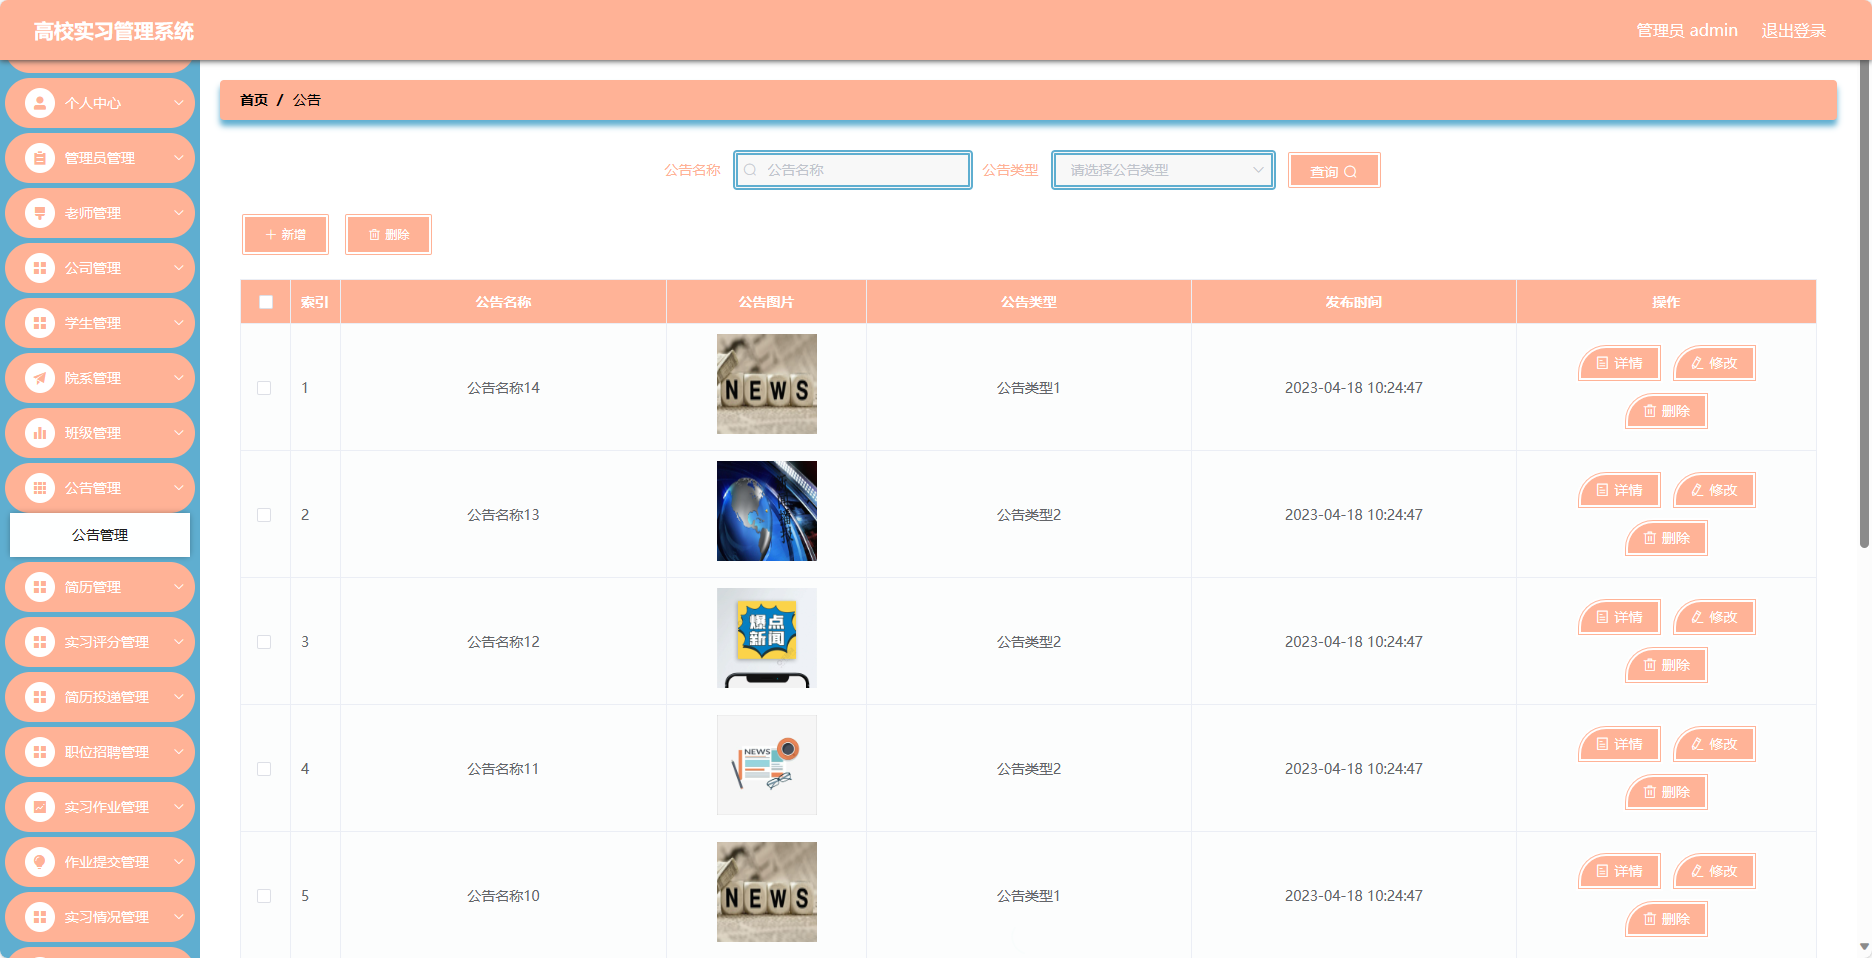 高校实习管理系统
管理员 admin 退出登录
个人中心
管理员管理
老师管理
公司管理
学生管理
院系管理
班级管理
公告管理
公告管理
简历管理
实习评分管理
简历投递管理
职位招聘管理
实习作业管理
作业提交管理
实习情况管理
首页 / 公告
公告名称 公告名称 公告类型 请选择公告类型 查询
新增 删除
索引 公告名称 公告图片 公告类型 发布时间 操作
1 公告名称14 NEWS 公告类型1 2023-04-18 10:24:47 详情 修改
删除
2 公告名称13 公告类型2 2023-04-18 10:24:47 详情 修改
删除
3 公告名称12 爆点 公告类型2 2023-04-18 10:24:47 详情 修改
新闻 删除
4 公告名称11 NEWS 公告类型2 2023-04-18 10:24:47 详情 修改
删除
5 公告名称10 NEWS 公告类型1 2023-04-18 10:24:47 详情 修改
删除